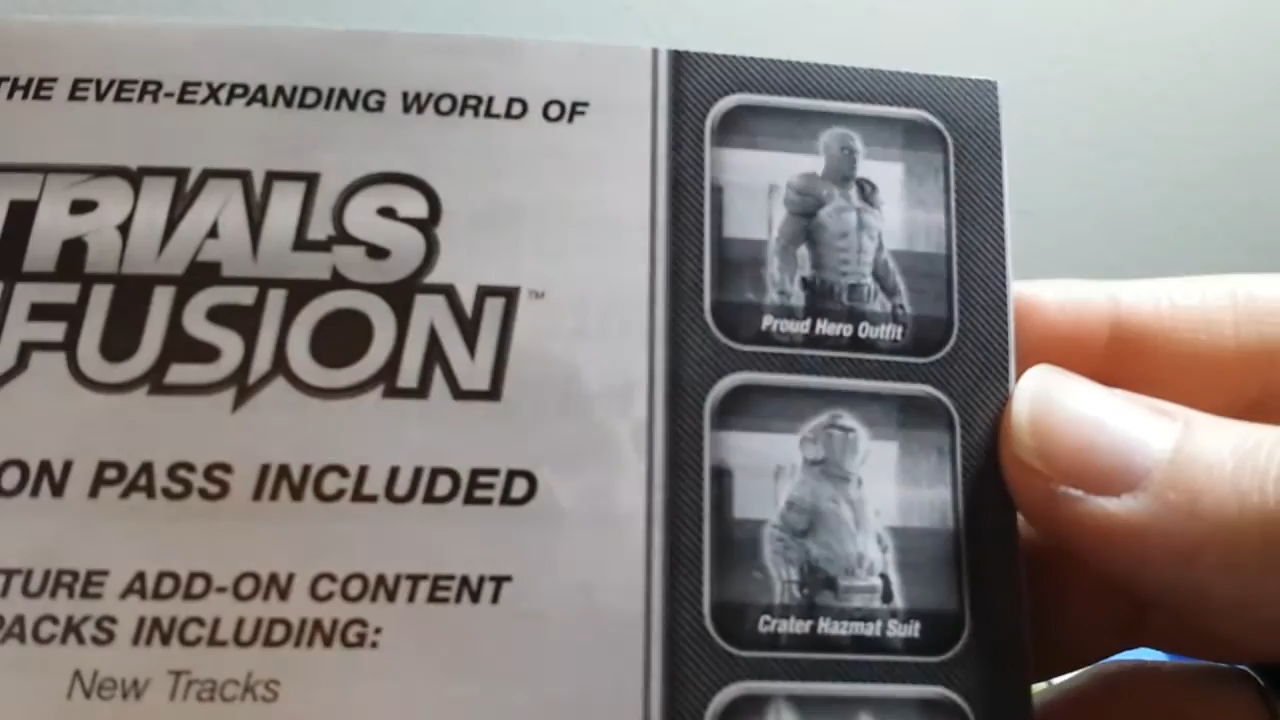 THE EVER-EXPANDING WORLD OF
TRIALS
FUSION™
ON PASS INCLUDED
TURE ADD-ON CONTENT
PACKS INCLUDING:
New Tracks
Proud Hero Outfit
Crater Hazmat Suit